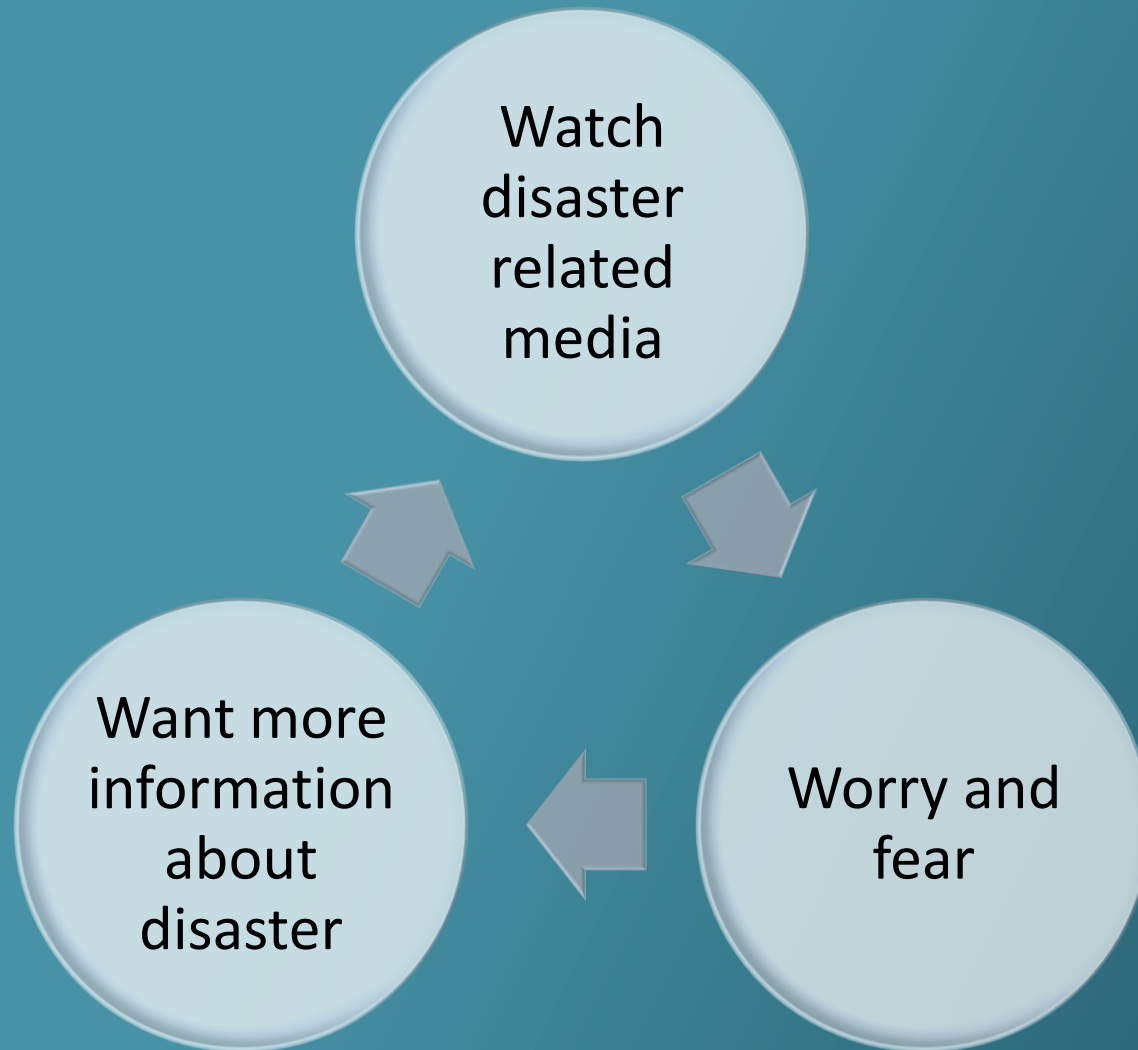 Watch
disaster
related
media
Worry and
fear
Want more
information
about
disaster